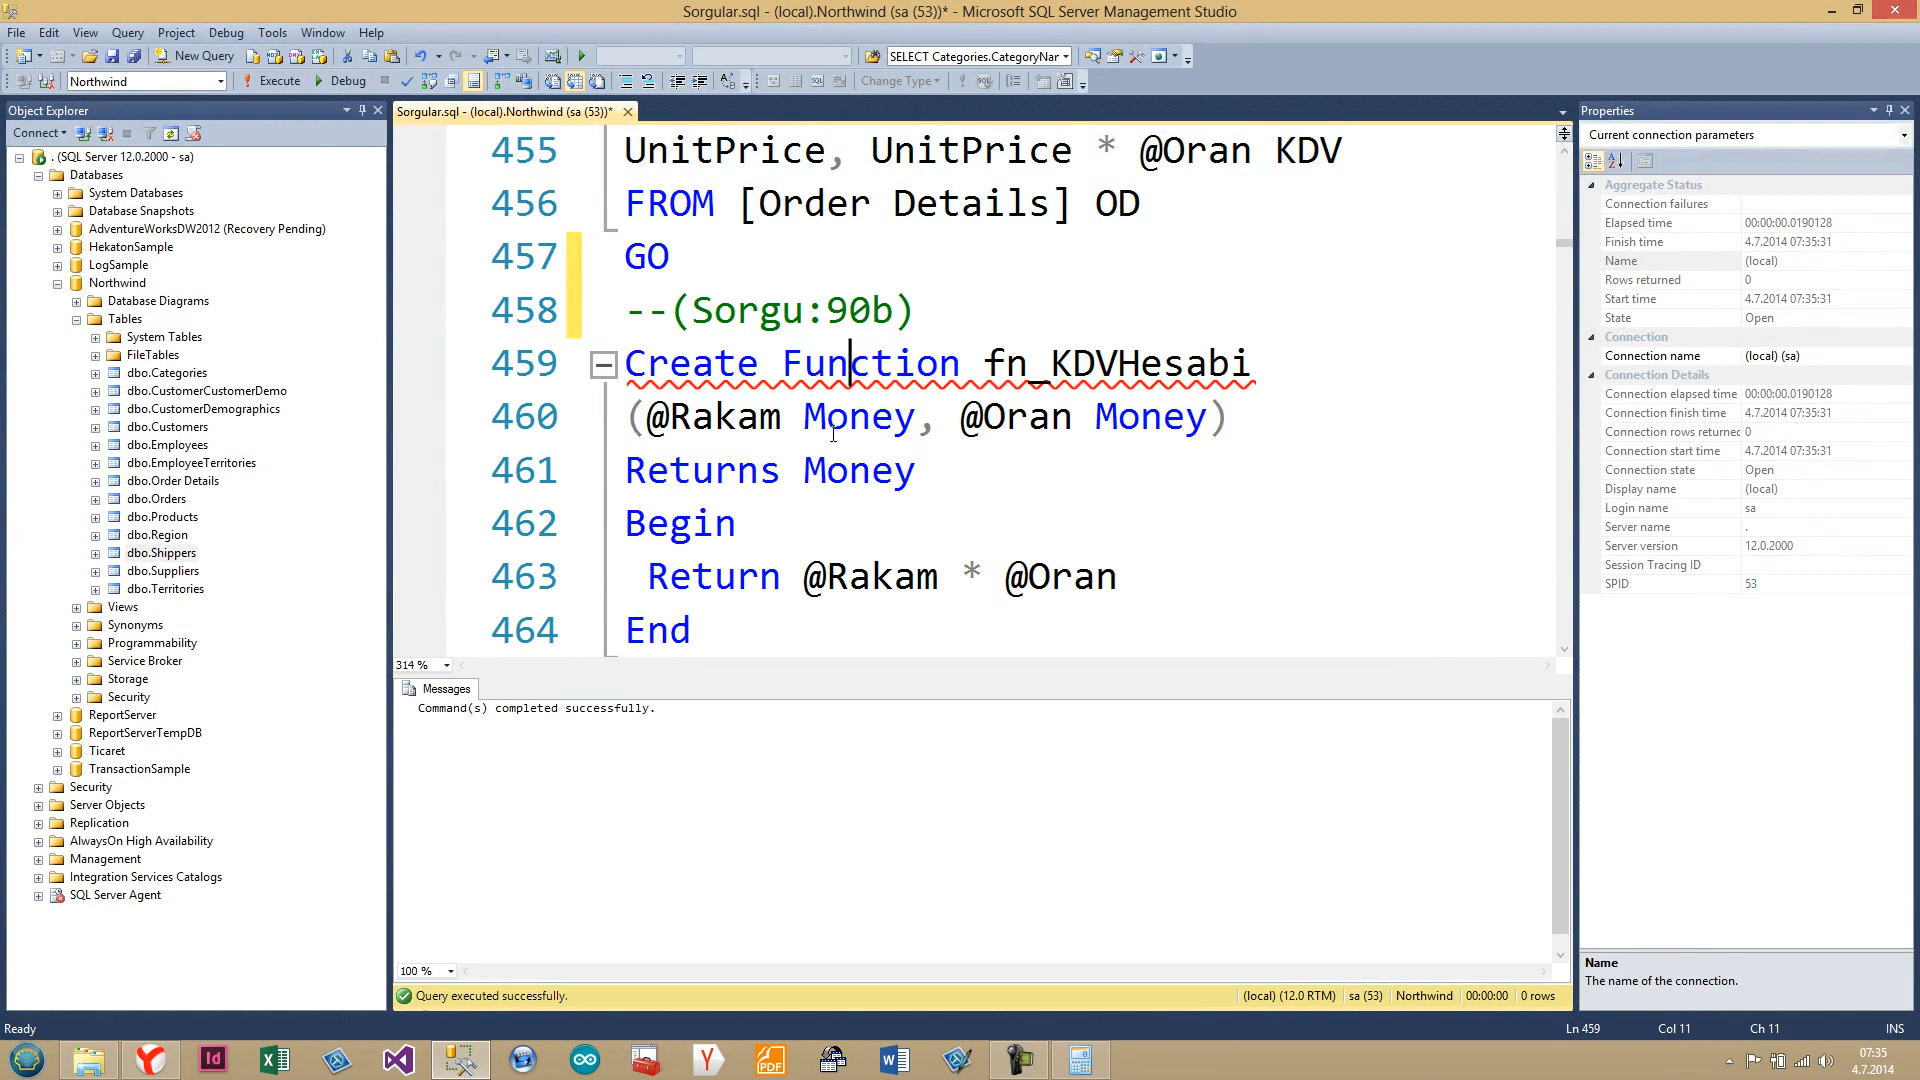 Sorgular.sql - (local).Northwind (sa (53))* - Microsoft SQL Server Management Studio
File Edit View Query Project Debug Tools Window Help
New Query
SELECT Categories.CategoryNar
Northwind
Execute
Debug
Change Type
Object Explorer
Connect
. (SQL Server 12.0.2000 - sa)
Databases
System Databases
Database Snapshots
AdventureWorksDW2012 (Recovery Pending)
HekatonSample
LogSample
Northwind
Database Diagrams
Tables
System Tables
FileTables
dbo.Categories
dbo.CustomerCustomerDemo
dbo.CustomerDemographics
dbo.Customers
dbo.Employees
dbo.EmployeeTerritories
dbo.Order Details
dbo.Orders
dbo.Products
dbo.Region
dbo.Shippers
dbo.Suppliers
dbo.Territories
Views
Synonyms
Programmability
Service Broker
Storage
Security
ReportServer
ReportServerTempDB
Ticaret
TransactionSample
Security
Server Objects
Replication
AlwaysOn High Availability
Management
Integration Services Catalogs
SQL Server Agent
Sorgular.sql - (local).Northwind (sa (53))*
455 UnitPrice, UnitPrice * @Oran KDV
456 FROM [Order Details] OD
457 GO
458 --(Sorgu:90b)
459 Create Function fn_KDVHesabi
460 (@Rakam Money, @Oran Money)
461 Returns Money
462 Begin
463 Return @Rakam * @Oran
464 End
314 %
Messages
Command(s) completed successfully.
100 %
Query executed successfully.
(local) (12.0 RTM) sa (53) Northwind 00:00:00 0 rows
Properties
Current connection parameters
Aggregate Status
Connection failures
Elapsed time 00:00:00.0190128
Finish time 4.7.2014 07:35:31
Name (local)
Rows returned 0
Start time 4.7.2014 07:35:31
State Open
Connection
Connection name (local) (sa)
Connection Details
Connection elapsed time 00:00:00.0190128
Connection finish time 4.7.2014 07:35:31
Connection rows returned 0
Connection start time 4.7.2014 07:35:31
Connection state Open
Display name (local)
Login name sa
Server name .
Server version 12.0.2000
Session Tracing ID
SPID 53
Name
The name of the connection.
Ready
Ln 459 Col 11 Ch 11 INS
07:35
4.7.2014